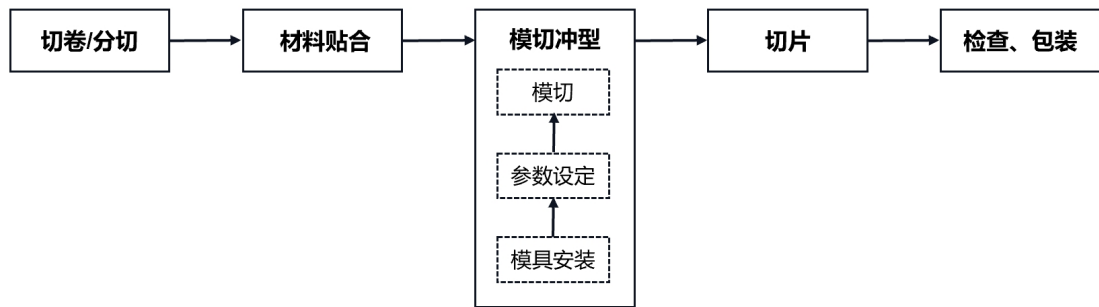 切卷/分切
材料贴合
模切冲型
切片
检查、包装
模切
参数设定
模具安装